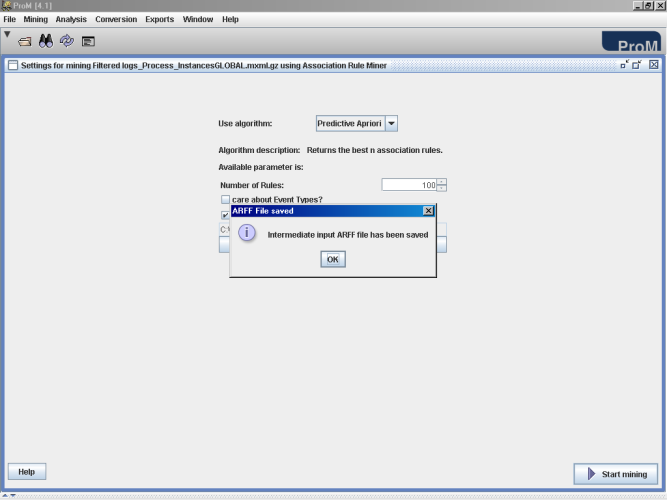 ProM [4.1]
File Mining Analysis Conversion Exports Window Help
ProM
Settings for mining Filtered logs_Process_InstancesGLOBAL.mxml.gz using Association Rule Miner
Use algorithm: Predictive Apriori
Algorithm description: Returns the best n association rules.
Available parameter is:
Number of Rules: 100
care about Event Types?
ARFF File saved
C:\
Intermediate input ARFF file has been saved
OK
Help
Start mining